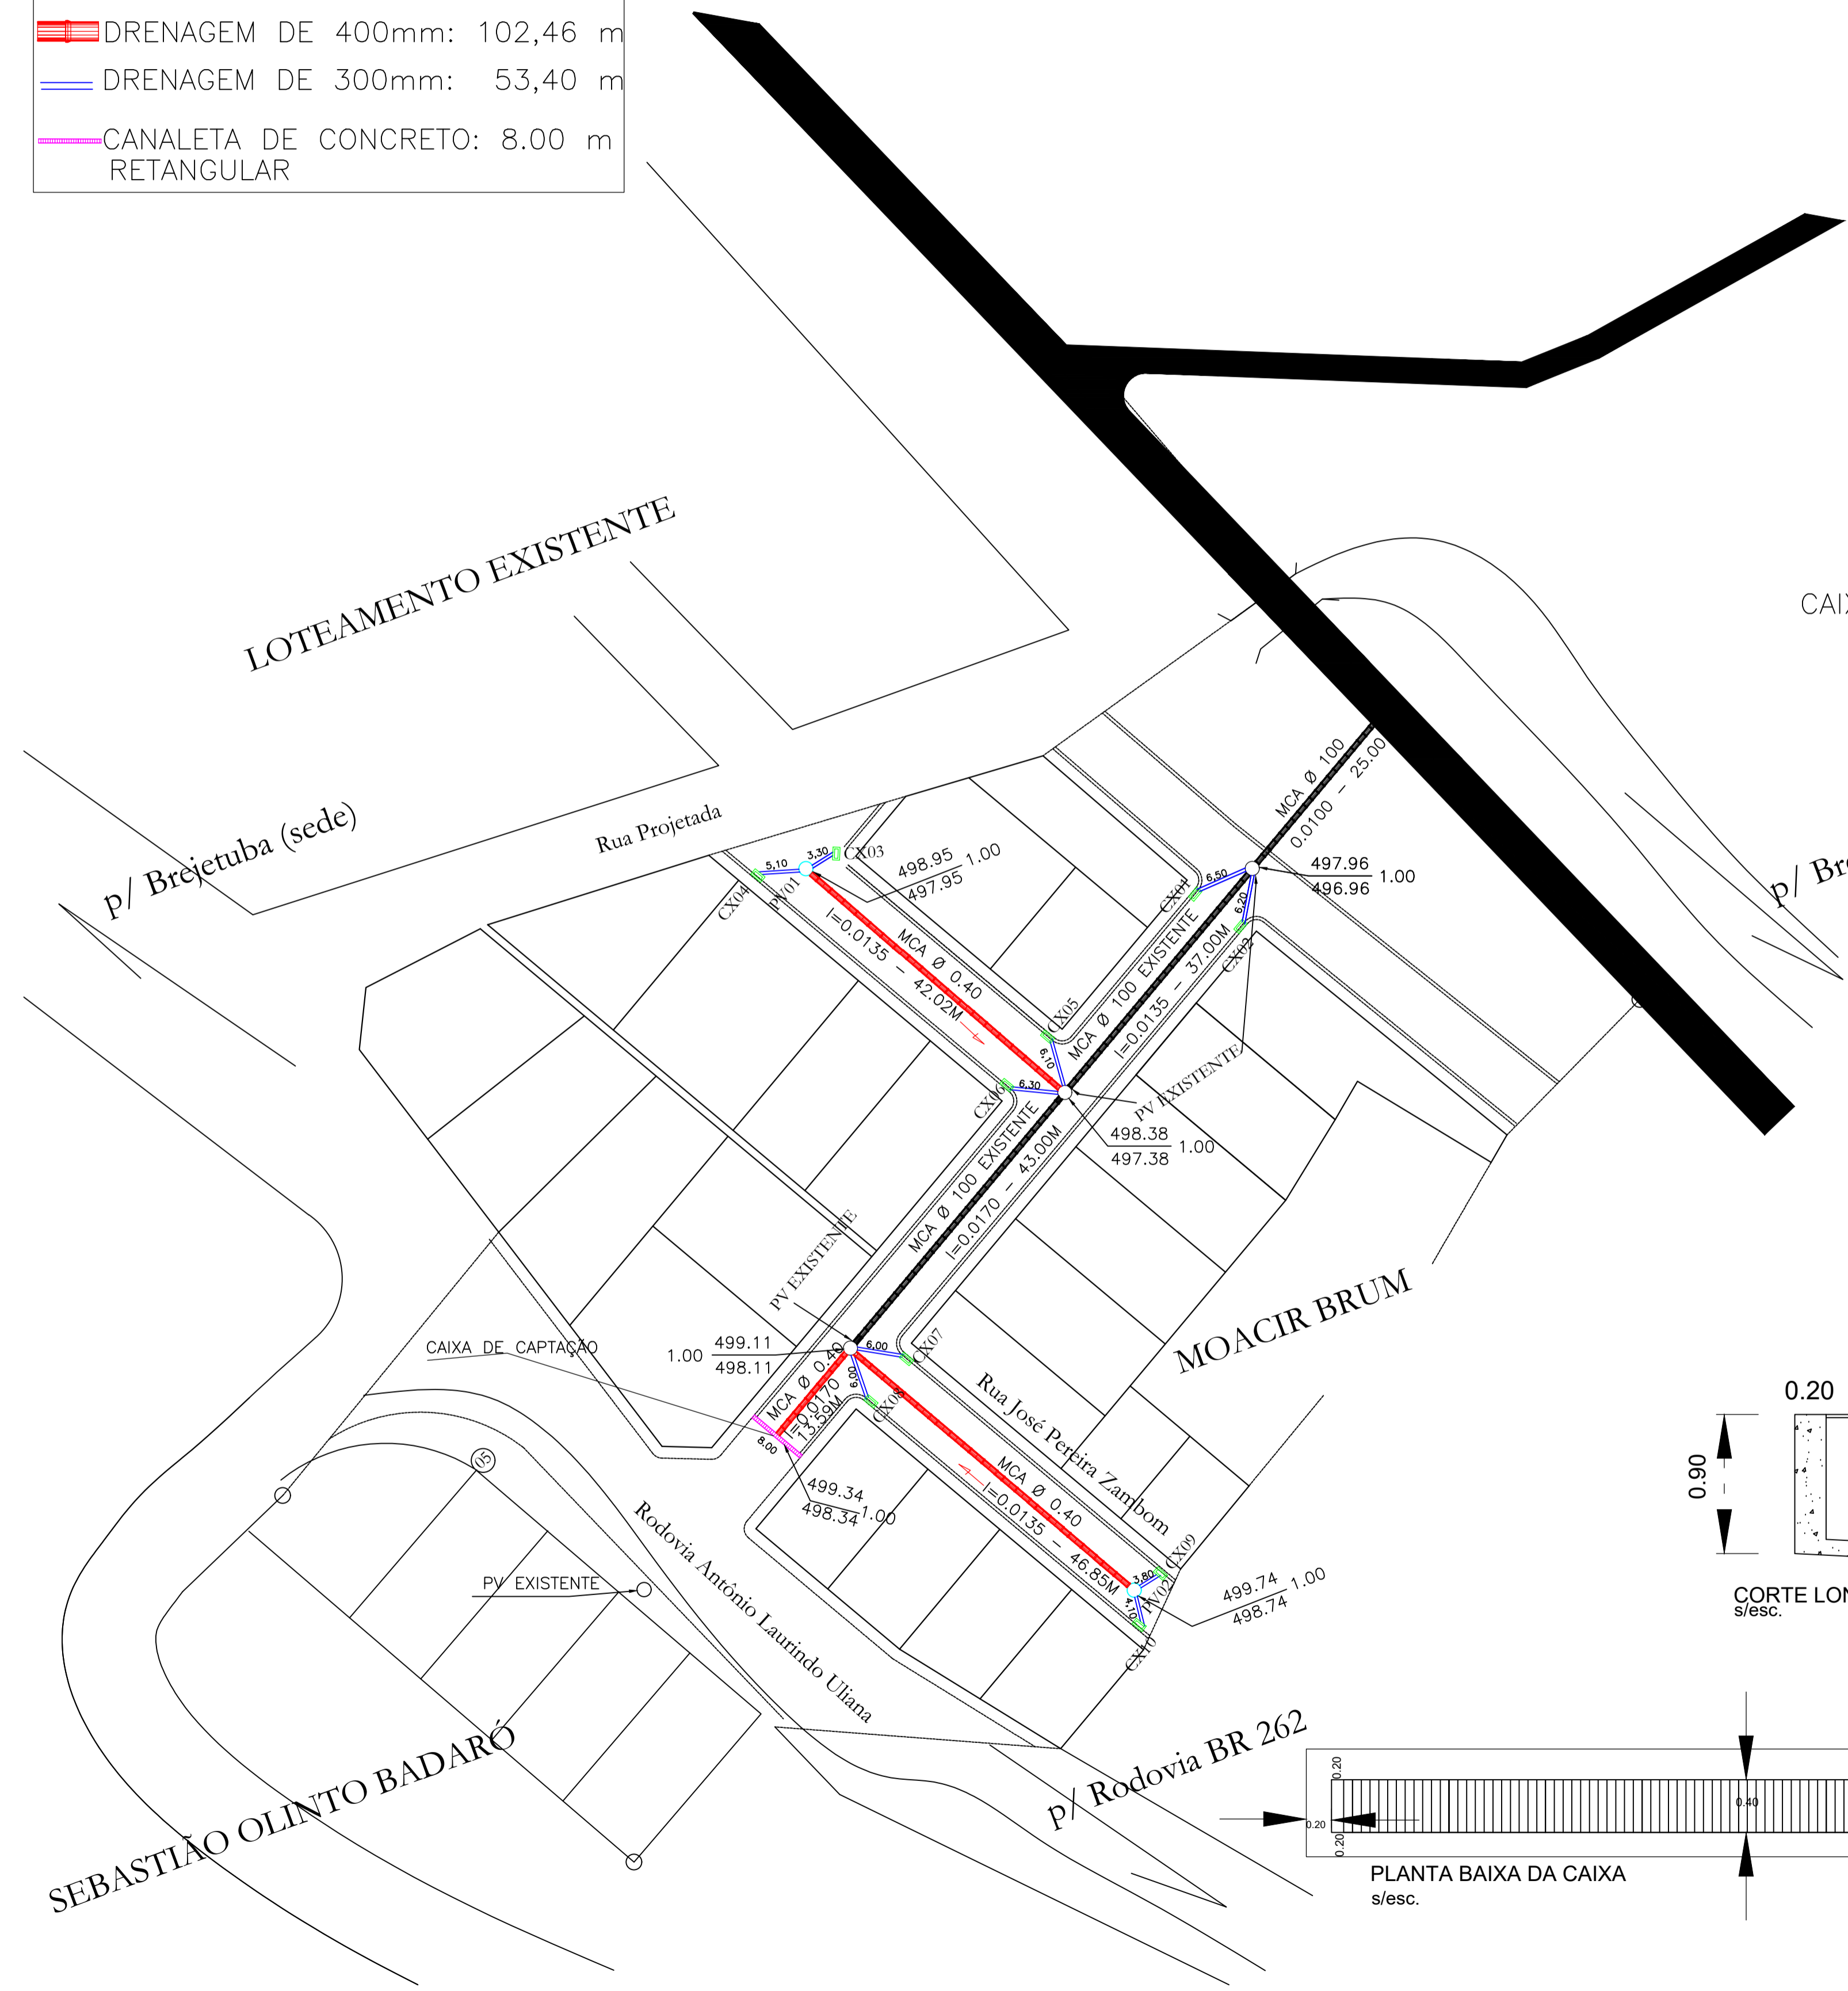 DRENAGEM DE 400mm: 102,46 m
DRENAGEM DE 300mm: 53,40 m
CANALETA DE CONCRETO: 8.00 m
RETANGULAR
LOTEAMENTO EXISTENTE
p/ Brejetuba (sede)
Rua Projetada
CAIX
p/ Bre
MCA Ø 100
0.0100 - 25.00
497.96
496.96
1.00
5,10
3,30
CX03
CX04
PV01
498.95
497.95
1.00
MCA Ø 0.40
I=0.0135 - 42.02M
CX01
6,50
6,20
CX02
MCA Ø 100 EXISTENTE
I=0.0135 - 37.00M
CX05
6,10
6,30
CX06
PV EXISTENTE
498.38
497.38
1.00
MCA Ø 100 EXISTENTE
I=0.0170 - 43.00M
PV EXISTENTE
CAIXA DE CAPTAÇÃO
1.00
499.11
498.11
6,00
CX07
6,00
CX08
MCA Ø 0.40
I=0.0170
13.59M
8.00
499.34
498.34
1.00
MOACIR BRUM
Rua José Pereira Zambom
MCA Ø 0.40
I=0.0135 - 46.85M
CX09
3,80
PV02
4,10
CX10
499.74
498.74
1.00
05
PV EXISTENTE
Rodovia Antônio Laurindo Uliana
SEBASTIÃO OLINTO BADARÓ
p/ Rodovia BR 262
0.20
0.90
CORTE LON
s/esc.
0.20
0.20
0.20
0.40
PLANTA BAIXA DA CAIXA
s/esc.